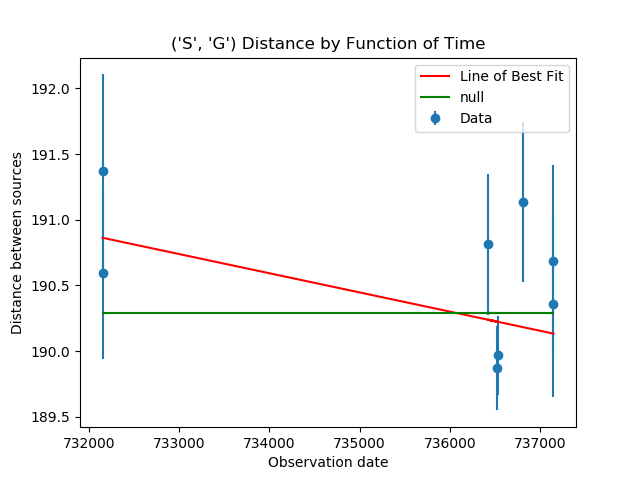 ('S', 'G') Distance by Function of Time
Line of Best Fit
null
Data
Distance between sources
192.0
191.5
191.0
190.5
190.0
189.5
732000 733000 734000 735000 736000 737000
Observation date